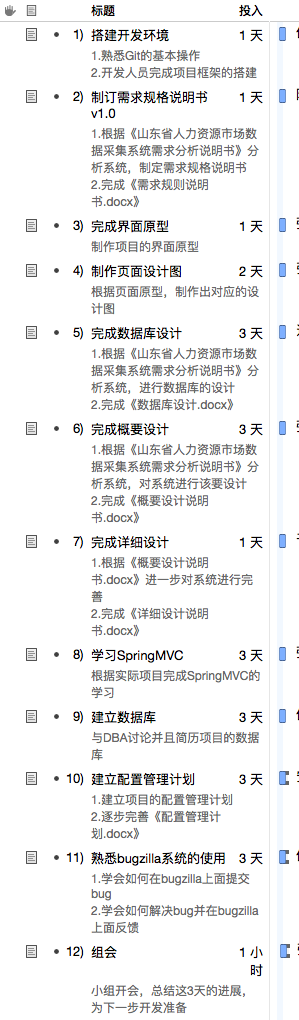 标题 投入
1) 搭建开发环境 1 天
1.熟悉Git的基本操作
2.开发人员完成项目框架的搭建
2) 制订需求规格说明书 1 天
v1.0
1.根据《山东省人力资源市场数
据采集系统需求分析说明书》分
析系统，制定需求规格说明书
2.完成《需求规则说明
书.docx》
3) 完成界面原型 1 天
制作项目的界面原型
4) 制作页面设计图 2 天
根据页面原型，制作出对应的设
计图
5) 完成数据库设计 3 天
1.根据《山东省人力资源市场数
据采集系统需求分析说明书》分
析系统，进行数据库的设计
2.完成《数据库设计.docx》
6) 完成概要设计 3 天
1.根据《山东省人力资源市场数
据采集系统需求分析说明书》分
析系统，对系统进行该要设计
2.完成《概要设计说明
书.docx》
7) 完成详细设计 1 天
1.根据《概要设计说明
书.docx》进一步对系统进行完
善
2.完成《详细设计说明
书.docx》
8) 学习SpringMVC 3 天
根据实际项目完成SpringMVC的
学习
9) 建立数据库 3 天
与DBA讨论并且简历项目的数据
库
10) 建立配置管理计划 3 天
1.建立项目的配置管理计划
2.逐步完善《配置管理计
划.docx》
11) 熟悉bugzilla系统的使用 3 天
1.学会如何在bugzilla上面提交
bug
2.学会如何解决bug并在bugzilla
上面反馈
12) 组会 1 小
时
小组开会，总结这3天的进展，
为下一步开发准备